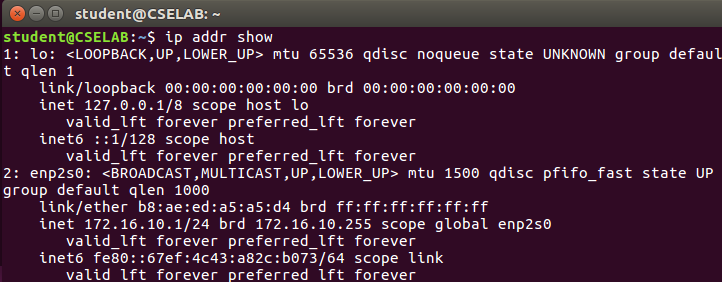 student@CSELAB: ~
student@CSELAB:~$ ip addr show
1: lo: <LOOPBACK,UP,LOWER_UP> mtu 65536 qdisc noqueue state UNKNOWN group defaul
t qlen 1
    link/loopback 00:00:00:00:00:00 brd 00:00:00:00:00:00
    inet 127.0.0.1/8 scope host lo
       valid_lft forever preferred_lft forever
    inet6 ::1/128 scope host
       valid_lft forever preferred_lft forever
2: enp2s0: <BROADCAST,MULTICAST,UP,LOWER_UP> mtu 1500 qdisc pfifo_fast state UP
group default qlen 1000
    link/ether b8:ae:ed:a5:a5:d4 brd ff:ff:ff:ff:ff:ff
    inet 172.16.10.1/24 brd 172.16.10.255 scope global enp2s0
       valid_lft forever preferred_lft forever
    inet6 fe80::67ef:4c43:a82c:b073/64 scope link
       valid_lft forever preferred_lft forever